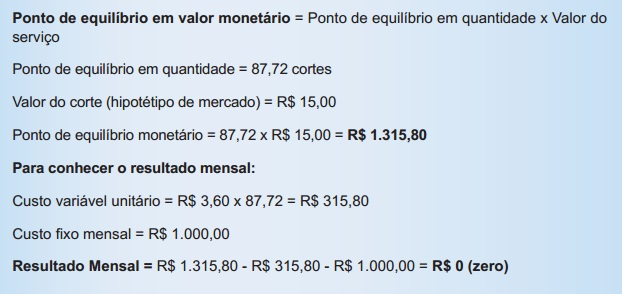 Ponto de equilíbrio em valor monetário = Ponto de equilíbrio em quantidade x Valor do
serviço
Ponto de equilíbrio em quantidade = 87,72 cortes
Valor do corte (hipotétipo de mercado) = R$ 15,00
Ponto de equilíbrio monetário = 87,72 x R$ 15,00 = R$ 1.315,80
Para conhecer o resultado mensal:
Custo variável unitário = R$ 3,60 x 87,72 = R$ 315,80
Custo fixo mensal = R$ 1.000,00
Resultado Mensal = R$ 1.315,80 - R$ 315,80 - R$ 1.000,00 = R$ 0 (zero)